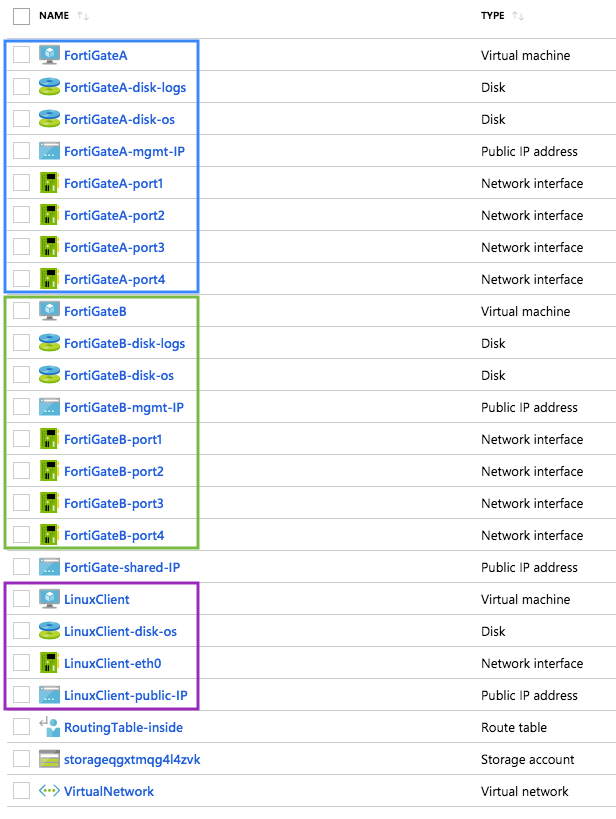 NAME TYPE
FortiGateA Virtual machine
FortiGateA-disk-logs Disk
FortiGateA-disk-os Disk
FortiGateA-mgmt-IP Public IP address
FortiGateA-port1 Network interface
FortiGateA-port2 Network interface
FortiGateA-port3 Network interface
FortiGateA-port4 Network interface
FortiGateB Virtual machine
FortiGateB-disk-logs Disk
FortiGateB-disk-os Disk
FortiGateB-mgmt-IP Public IP address
FortiGateB-port1 Network interface
FortiGateB-port2 Network interface
FortiGateB-port3 Network interface
FortiGateB-port4 Network interface
FortiGate-shared-IP Public IP address
LinuxClient Virtual machine
LinuxClient-disk-os Disk
LinuxClient-eth0 Network interface
LinuxClient-public-IP Public IP address
RoutingTable-inside Route table
storageqgxtmqg4l4zvk Storage account
VirtualNetwork Virtual network